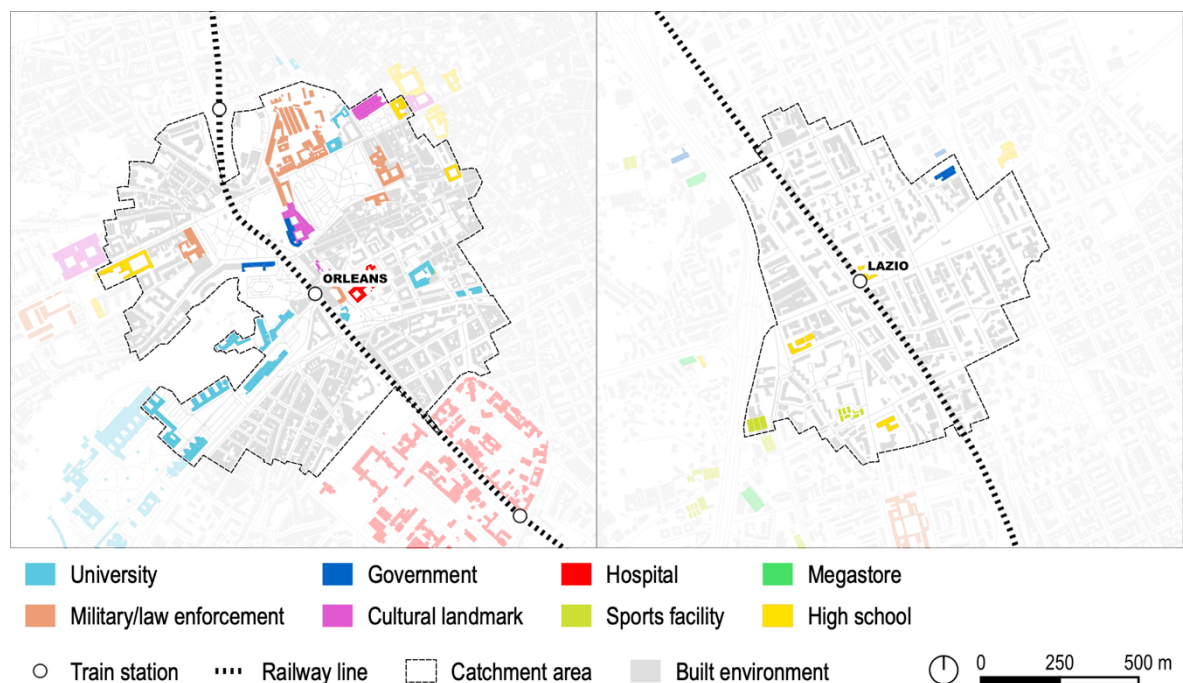 ORLEANS
LAZIO
University Government Hospital Megastore
Military/law enforcement Cultural landmark Sports facility High school
Train station Railway line Catchment area Built environment 0 250 500 m